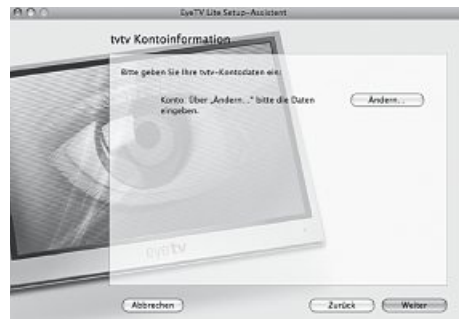 EyeTV Lite Setup-Assistent
tvtv Kontoinformation
Bitte geben Sie Ihre tvtv-Kontodaten ein:
Konto: Über „Ändern..." bitte die Daten
eingeben.
Ändern...
eyetv
Abbrechen
Zurück
Weiter